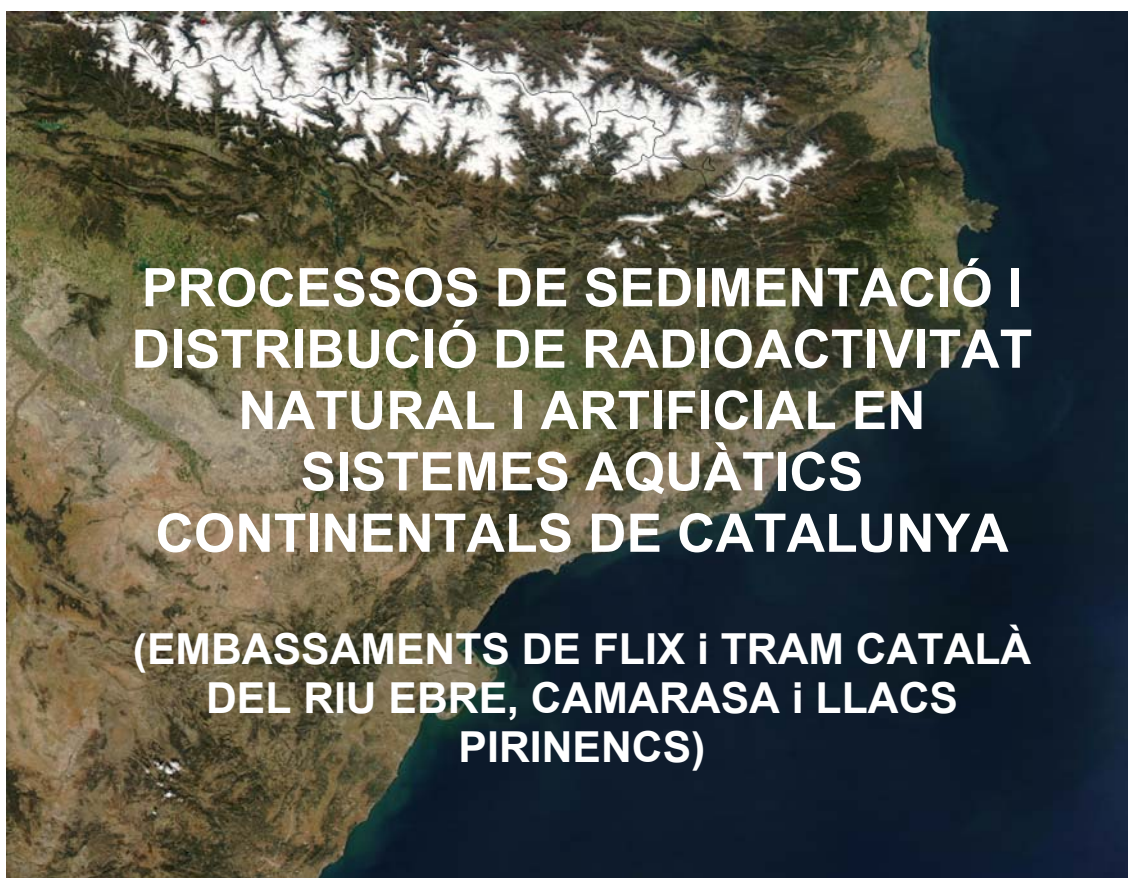 PROCESSOS DE SEDIMENTACIÓ I
DISTRIBUCIÓ DE RADIOACTIVITAT
NATURAL I ARTIFICIAL EN
SISTEMES AQUÀTICS
CONTINENTALS DE CATALUNYA
(EMBASSAMENTS DE FLIX i TRAM CATALÀ
DEL RIU EBRE, CAMARASA i LLACS
PIRINENCS)